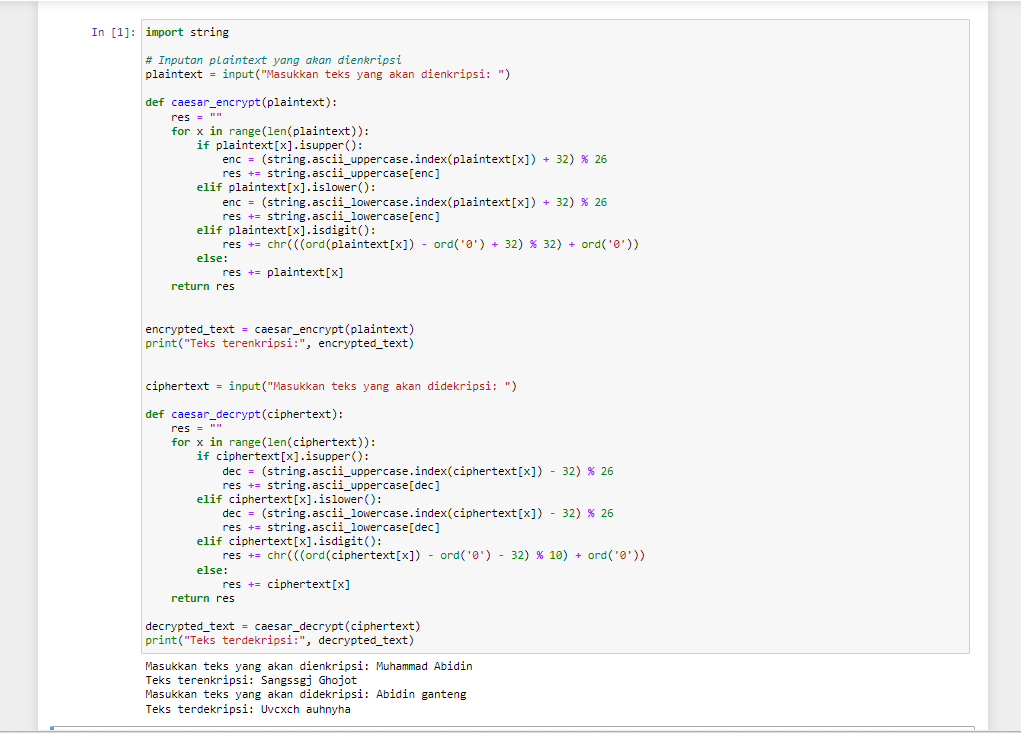 In [1]: import string
# Inputan plaintext yang akan dienkripsi
plaintext = input("Masukkan teks yang akan dienkripsi: ")
def caesar_encrypt(plaintext):
    res = ""
    for x in range(len(plaintext)):
        if plaintext[x].isupper():
            enc = (string.ascii_uppercase.index(plaintext[x]) + 32) % 26
            res += string.ascii_uppercase[enc]
        elif plaintext[x].islower():
            enc = (string.ascii_lowercase.index(plaintext[x]) + 32) % 26
            res += string.ascii_lowercase[enc]
        elif plaintext[x].isdigit():
            res += chr(((ord(plaintext[x]) - ord('0') + 32) % 32) + ord('0'))
        else:
            res += plaintext[x]
    return res
encrypted_text = caesar_encrypt(plaintext)
print("Teks terenkripsi:", encrypted_text)
ciphertext = input("Masukkan teks yang akan didekripsi: ")
def caesar_decrypt(ciphertext):
    res = ""
    for x in range(len(ciphertext)):
        if ciphertext[x].isupper():
            dec = (string.ascii_uppercase.index(ciphertext[x]) - 32) % 26
            res += string.ascii_uppercase[dec]
        elif ciphertext[x].islower():
            dec = (string.ascii_lowercase.index(ciphertext[x]) - 32) % 26
            res += string.ascii_lowercase[dec]
        elif ciphertext[x].isdigit():
            res += chr(((ord(ciphertext[x]) - ord('0') - 32) % 10) + ord('0'))
        else:
            res += ciphertext[x]
    return res
decrypted_text = caesar_decrypt(ciphertext)
print("Teks terdekripsi:", decrypted_text)
Masukkan teks yang akan dienkripsi: Muhammad Abidin
Teks terenkripsi: Sangssgj Ghojot
Masukkan teks yang akan didekripsi: Abidin ganteng
Teks terdekripsi: Uvcxch auhnyha